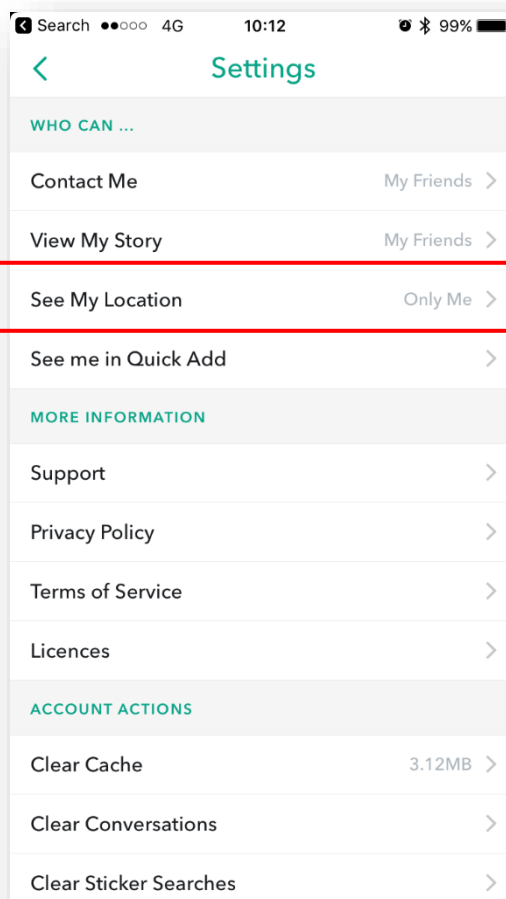 Search 4G 10:12 99%
Settings
WHO CAN ...
Contact Me My Friends
View My Story My Friends
See My Location Only Me
See me in Quick Add
MORE INFORMATION
Support
Privacy Policy
Terms of Service
Licences
ACCOUNT ACTIONS
Clear Cache 3.12MB
Clear Conversations
Clear Sticker Searches